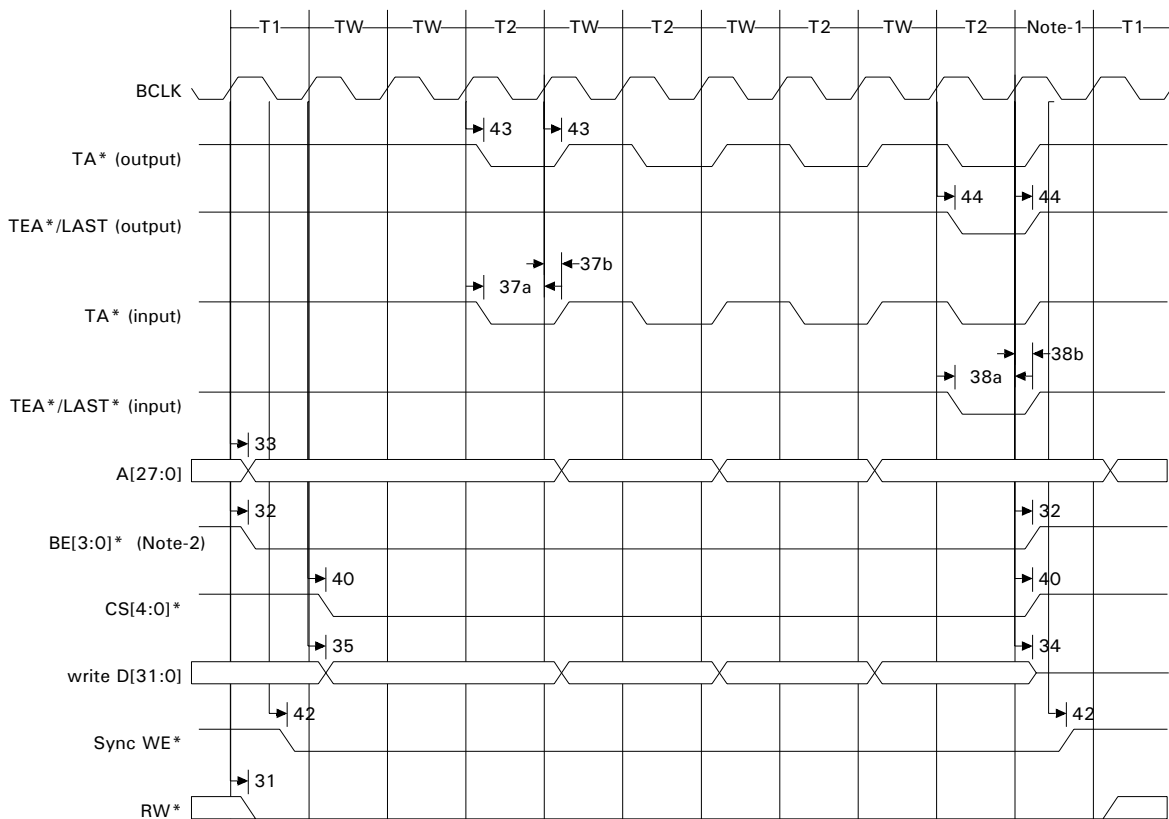 T1 TW TW T2 TW T2 TW T2 TW T2 Note-1 T1
BCLK
43 43
TA* (output)
44 44
TEA*/LAST (output)
37b
37a
TA* (input)
38b
38a
TEA*/LAST* (input)
33
A[27:0]
32 32
BE[3:0]* (Note-2)
40 40
CS[4:0]*
35 34
write D[31:0]
42 42
Sync WE*
31
RW*